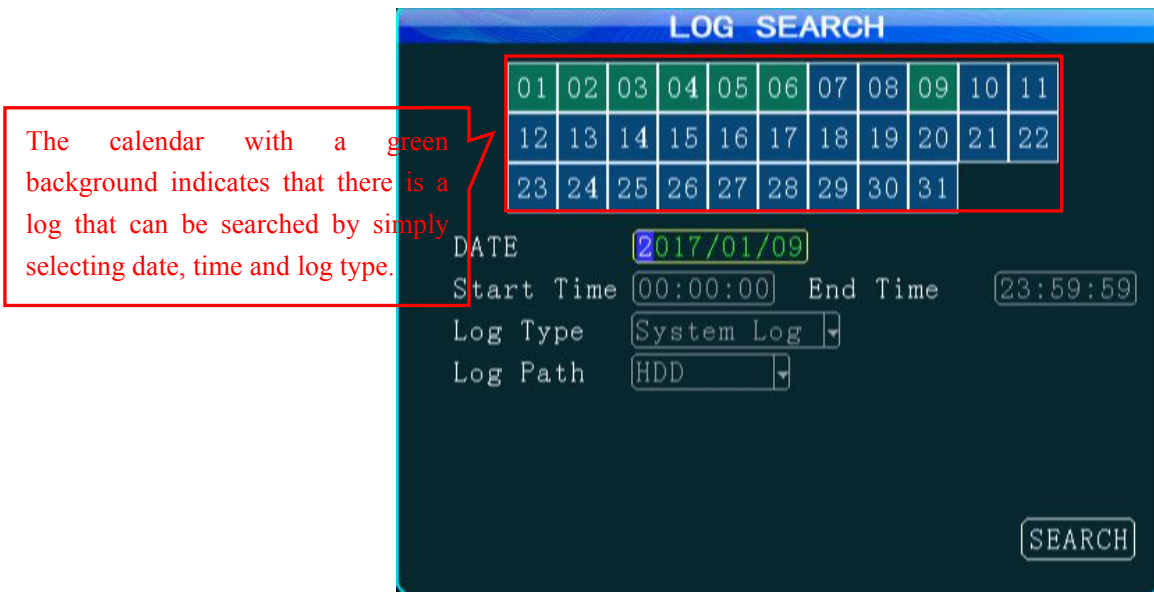 LOG SEARCH
01 02 03 04 05 06 07 08 09 10 11
12 13 14 15 16 17 18 19 20 21 22
23 24 25 26 27 28 29 30 31
The calendar with a green
background indicates that there is a
log that can be searched by simply
selecting date, time and log type.
DATE 2017/01/09
Start Time 00:00:00 End Time 23:59:59
Log Type System Log
Log Path HDD
SEARCH